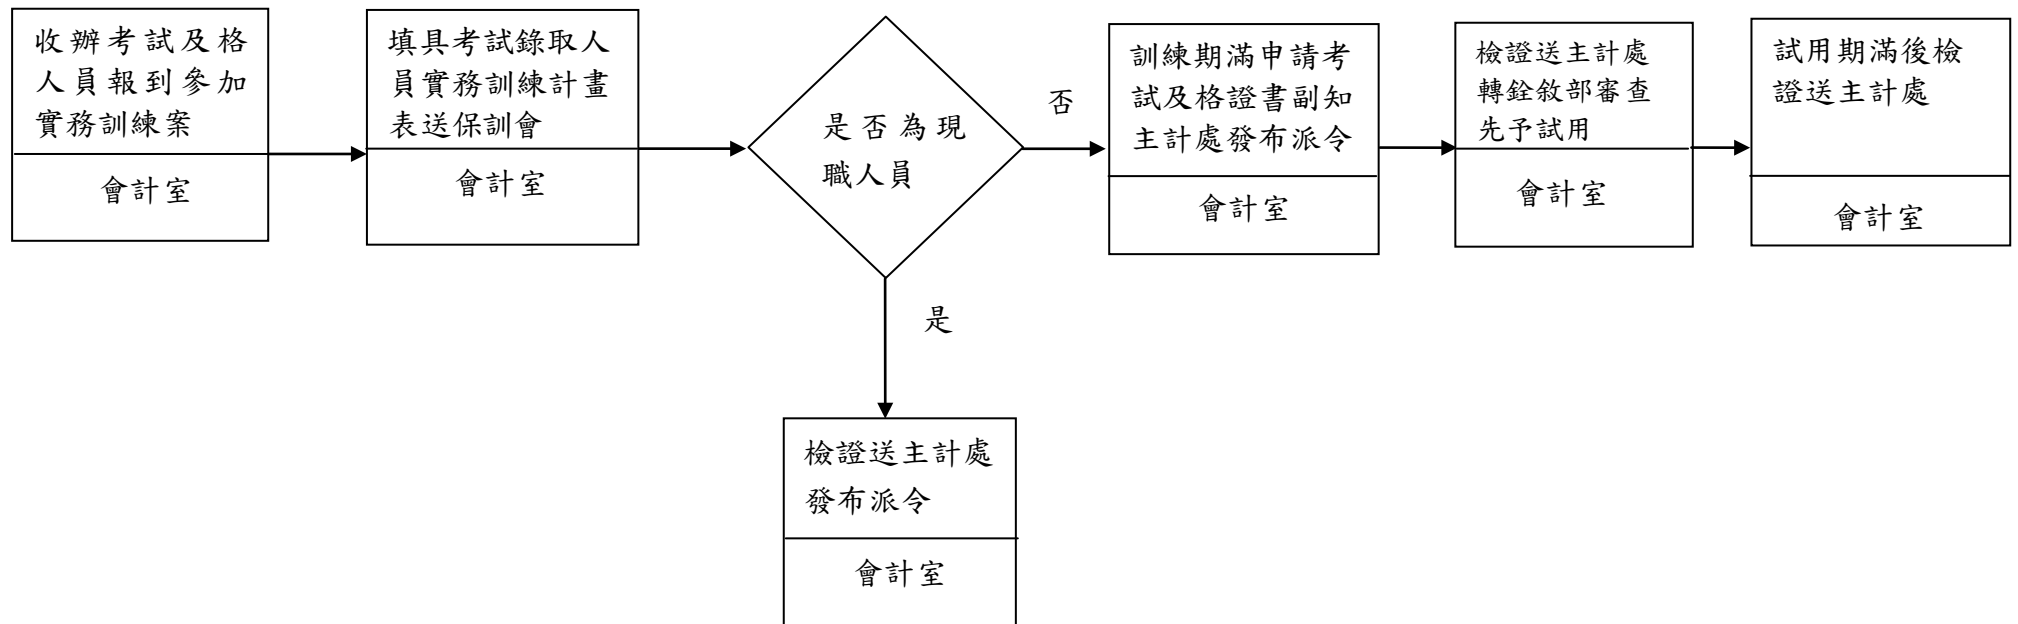 收辦考試及格
人員報到參加
實務訓練案
會計室
填具考試錄取人
員實務訓練計畫
表送保訓會
會計室
是否為現
職人員
否
訓練期滿申請考
試及格證書副知
主計處發布派令
會計室
檢證送主計處
轉銓敘部審查
先予試用
會計室
試用期滿後檢
證送主計處
會計室
是
檢證送主計處
發布派令
會計室